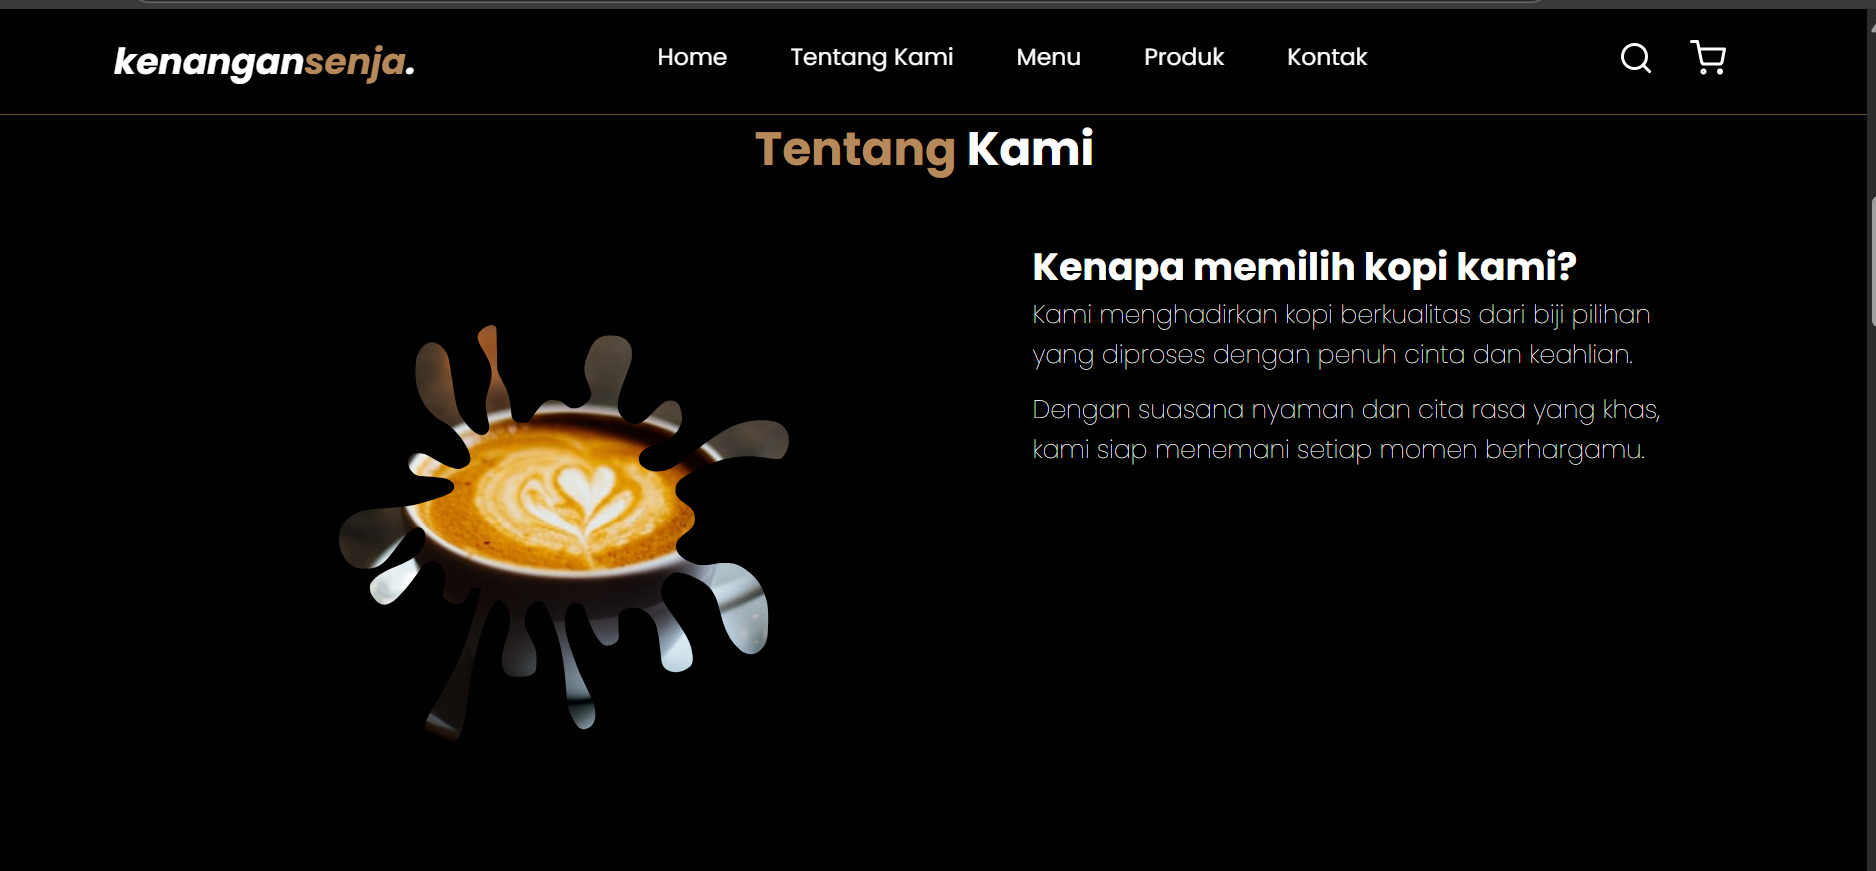 kenangansenja.
Home Tentang Kami Menu Produk Kontak
Tentang Kami
Kenapa memilih kopi kami?
Kami menghadirkan kopi berkualitas dari biji pilihan
yang diproses dengan penuh cinta dan keahlian.
Dengan suasana nyaman dan cita rasa yang khas,
kami siap menemani setiap momen berhargamu.